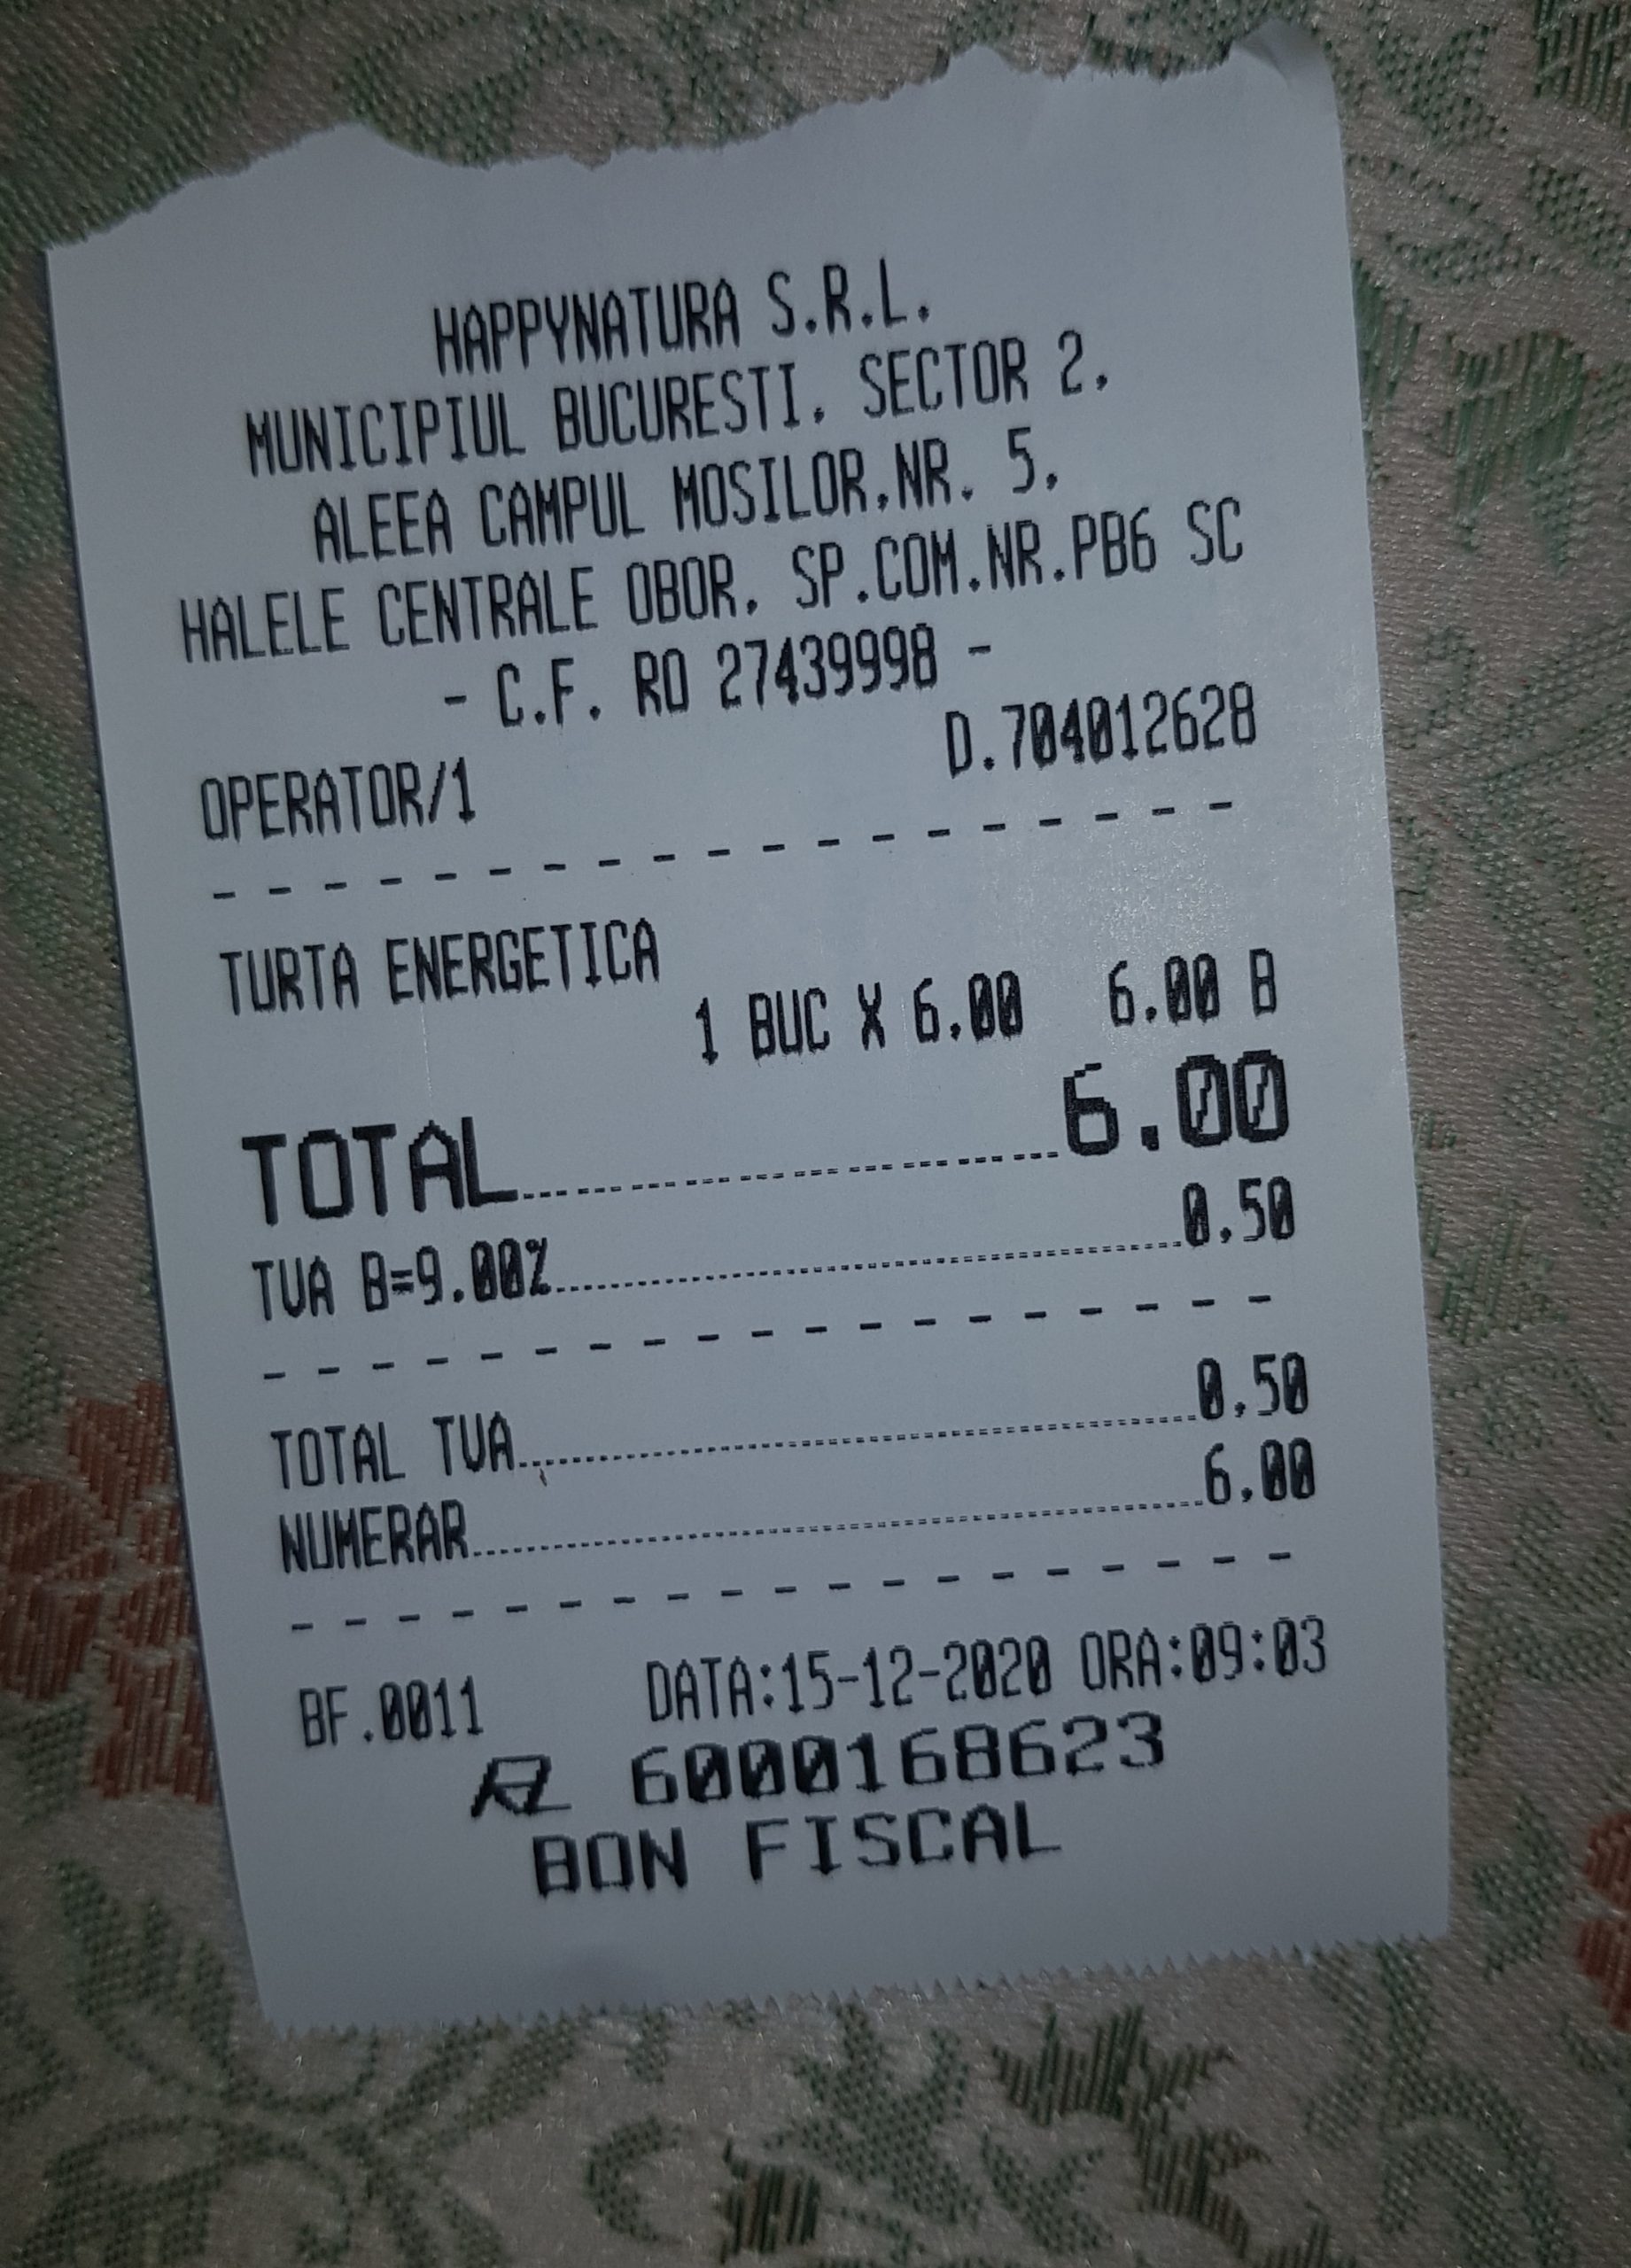 HAPPYNATURA S.R.L.
MUNICIPIUL BUCURESTI, SECTOR 2,
ALEEA CAMPUL MOSILOR,NR. 5,
HALELE CENTRALE OBOR, SP.COM.NR.PB6 SC
- C.F. RO 27439998 -
OPERATOR/1 D.704012628
- - - - - - - - - - - - - - - - - - -
TURTA ENERGETICA
1 BUC X 6.00 6.00 B
TOTAL 6.00
TVA B=9.00% 0.50
- - - - - - - - - - - - - - - - - - -
TOTAL TVA 0.50
NUMERAR 6.00
- - - - - - - - - - - - - - - - - - -
BF.0011 DATA:15-12-2020 ORA:09:03
6000168623
BON FISCAL